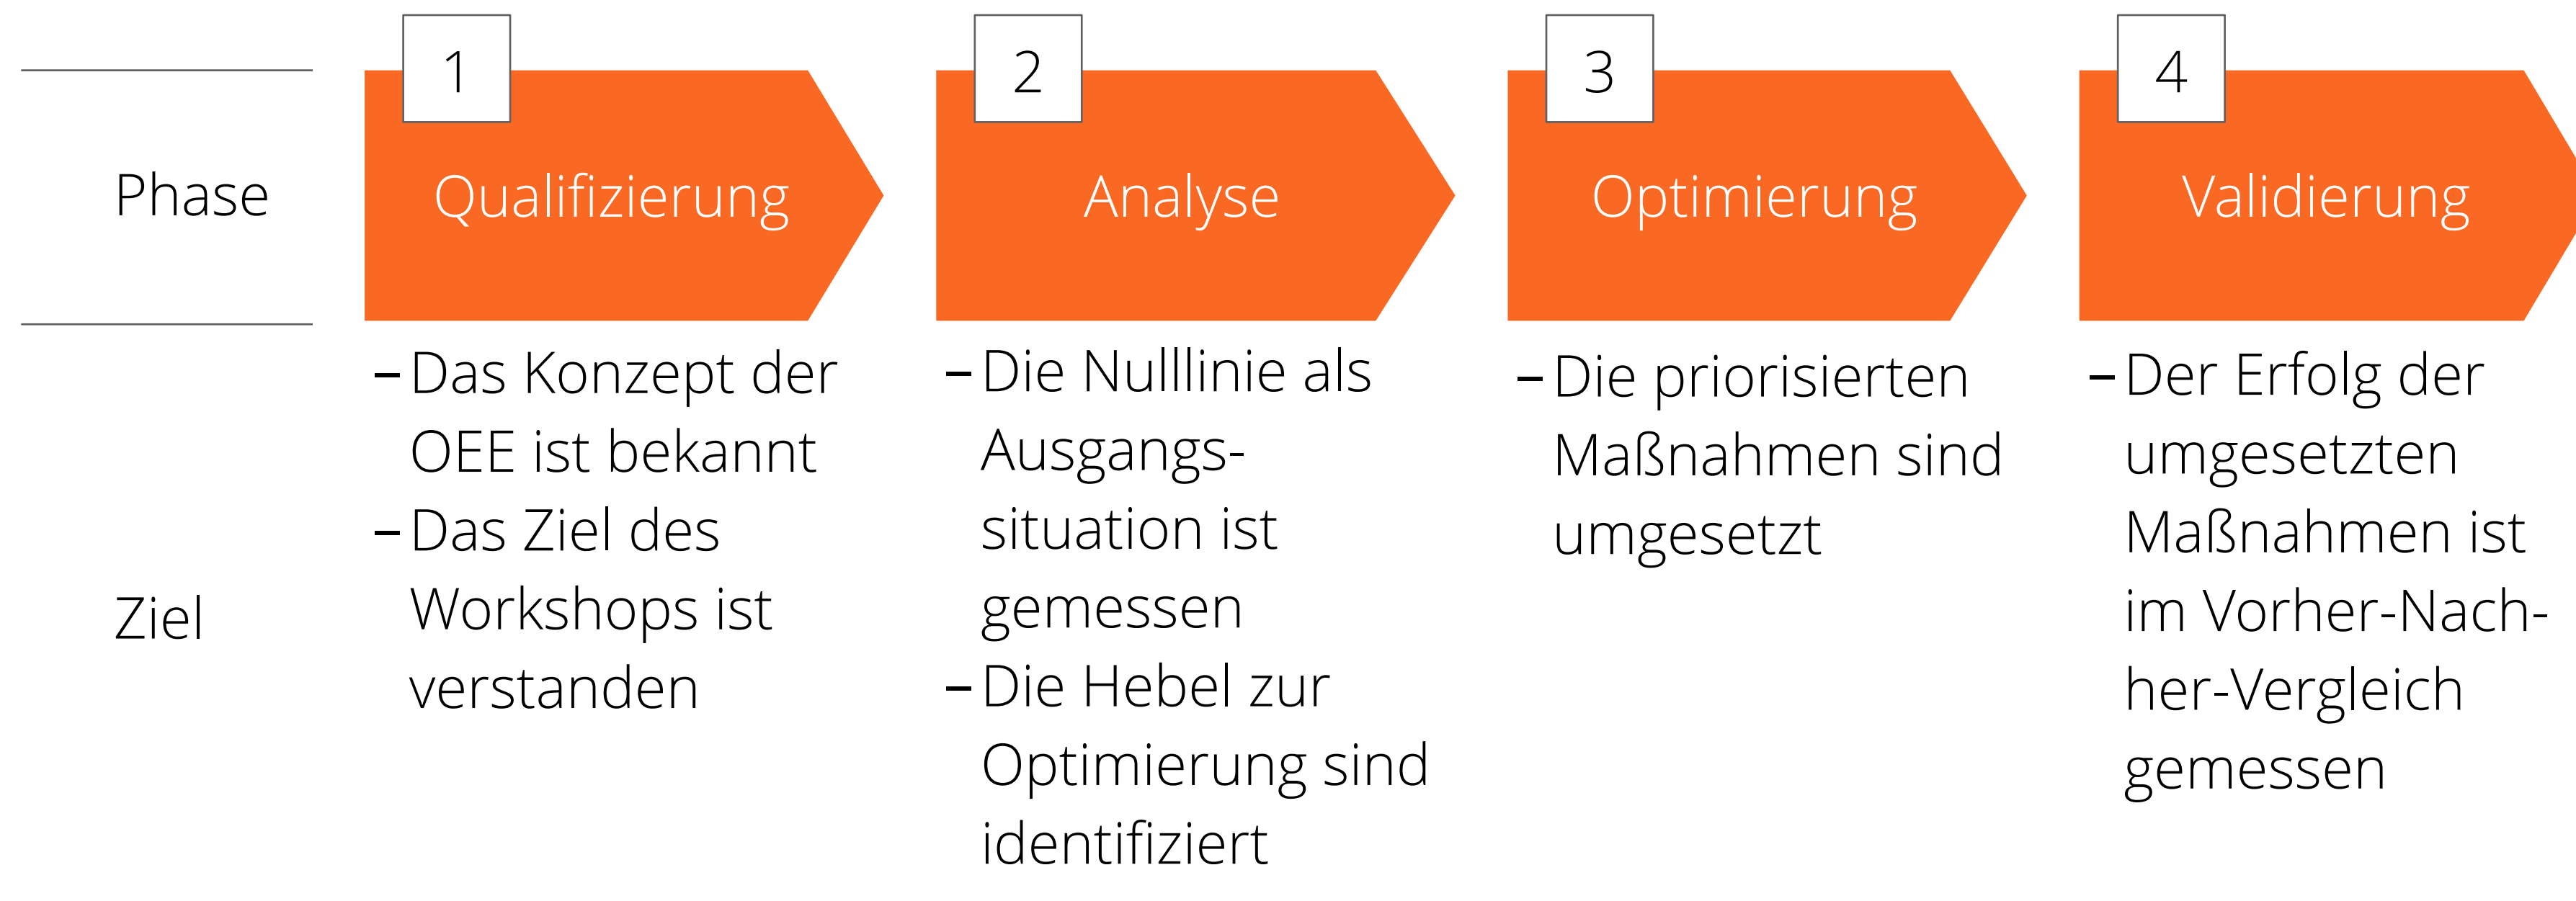 Phase
1
Qualifizierung
2
Analyse
3
Optimierung
4
Validierung
Ziel
– Das Konzept der
OEE ist bekannt
– Das Ziel des
Workshops ist
verstanden
– Die Nulllinie als
Ausgangs-
situation ist
gemessen
– Die Hebel zur
Optimierung sind
identifiziert
– Die priorisierten
Maßnahmen sind
umgesetzt
– Der Erfolg der
umgesetzten
Maßnahmen ist
im Vorher-Nach-
her-Vergleich
gemessen